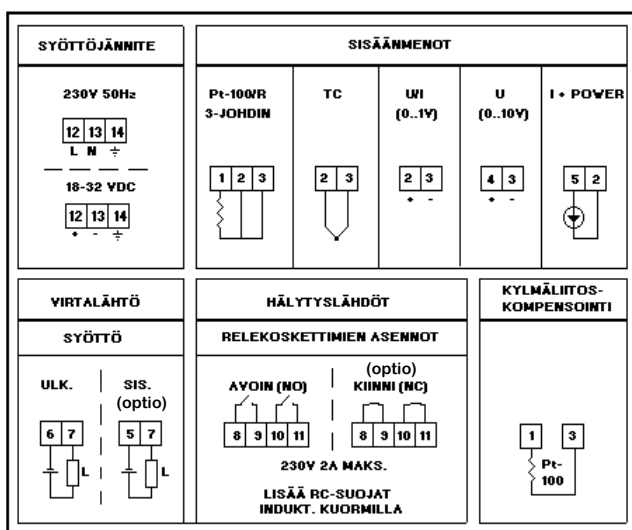 SYÖTTÖJÄNNITE
230V 50Hz
12 13 14
L N
18-32 VDC
12 13 14
+ -
SISÄÄNMENOT
Pt-100/R
3-JOHDIN
1 2 3
TC
2 3
U/I
(0..1V)
2 3
+ -
U
(0..10V)
4 3
+ -
I + POWER
5 2
VIRTALÄHTÖ
SYÖTTÖ
ULK.
6 7
L
SIS.
(optio)
5 7
L
HÄLYTYSLÄHDÖT
RELEKOSKETTIMIEN ASENNOT
AVOIN (NO)
8 9 10 11
(optio)
KIINNI (NC)
8 9 10 11
230V 2A MAKS.
LISÄÄ RC-SUOJAT
INDUKT. KUORMILLA
KYLMÄLIITOS-
KOMPENSOINTI
1 3
Pt-
100